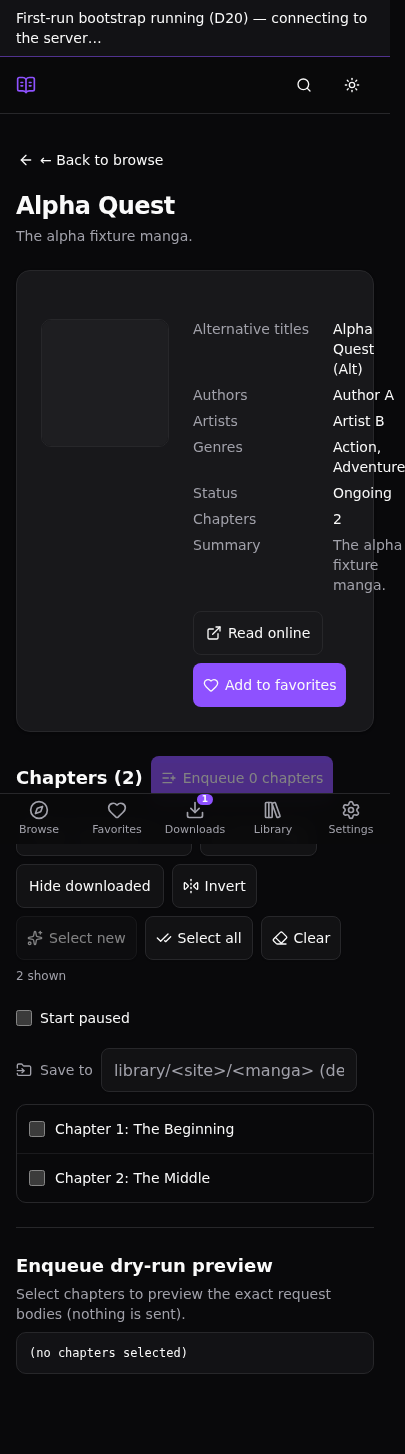 First-run bootstrap running (D20) — connecting to
the server…
← Back to browse
Alpha Quest
The alpha fixture manga.
Alternative titles
Alpha
Quest
(Alt)
Authors
Author A
Artists
Artist B
Genres
Action,
Adventure
Status
Ongoing
Chapters
2
Summary
The alpha
fixture
manga.
Read online
Add to favorites
Chapters (2)
Enqueue 0 chapters
1
Browse
Favorites
Downloads
Library
Settings
Hide downloaded
Invert
Select new
Select all
Clear
2 shown
Start paused
Save to
library/<site>/<manga> (de
Chapter 1: The Beginning
Chapter 2: The Middle
Enqueue dry-run preview
Select chapters to preview the exact request
bodies (nothing is sent).
(no chapters selected)